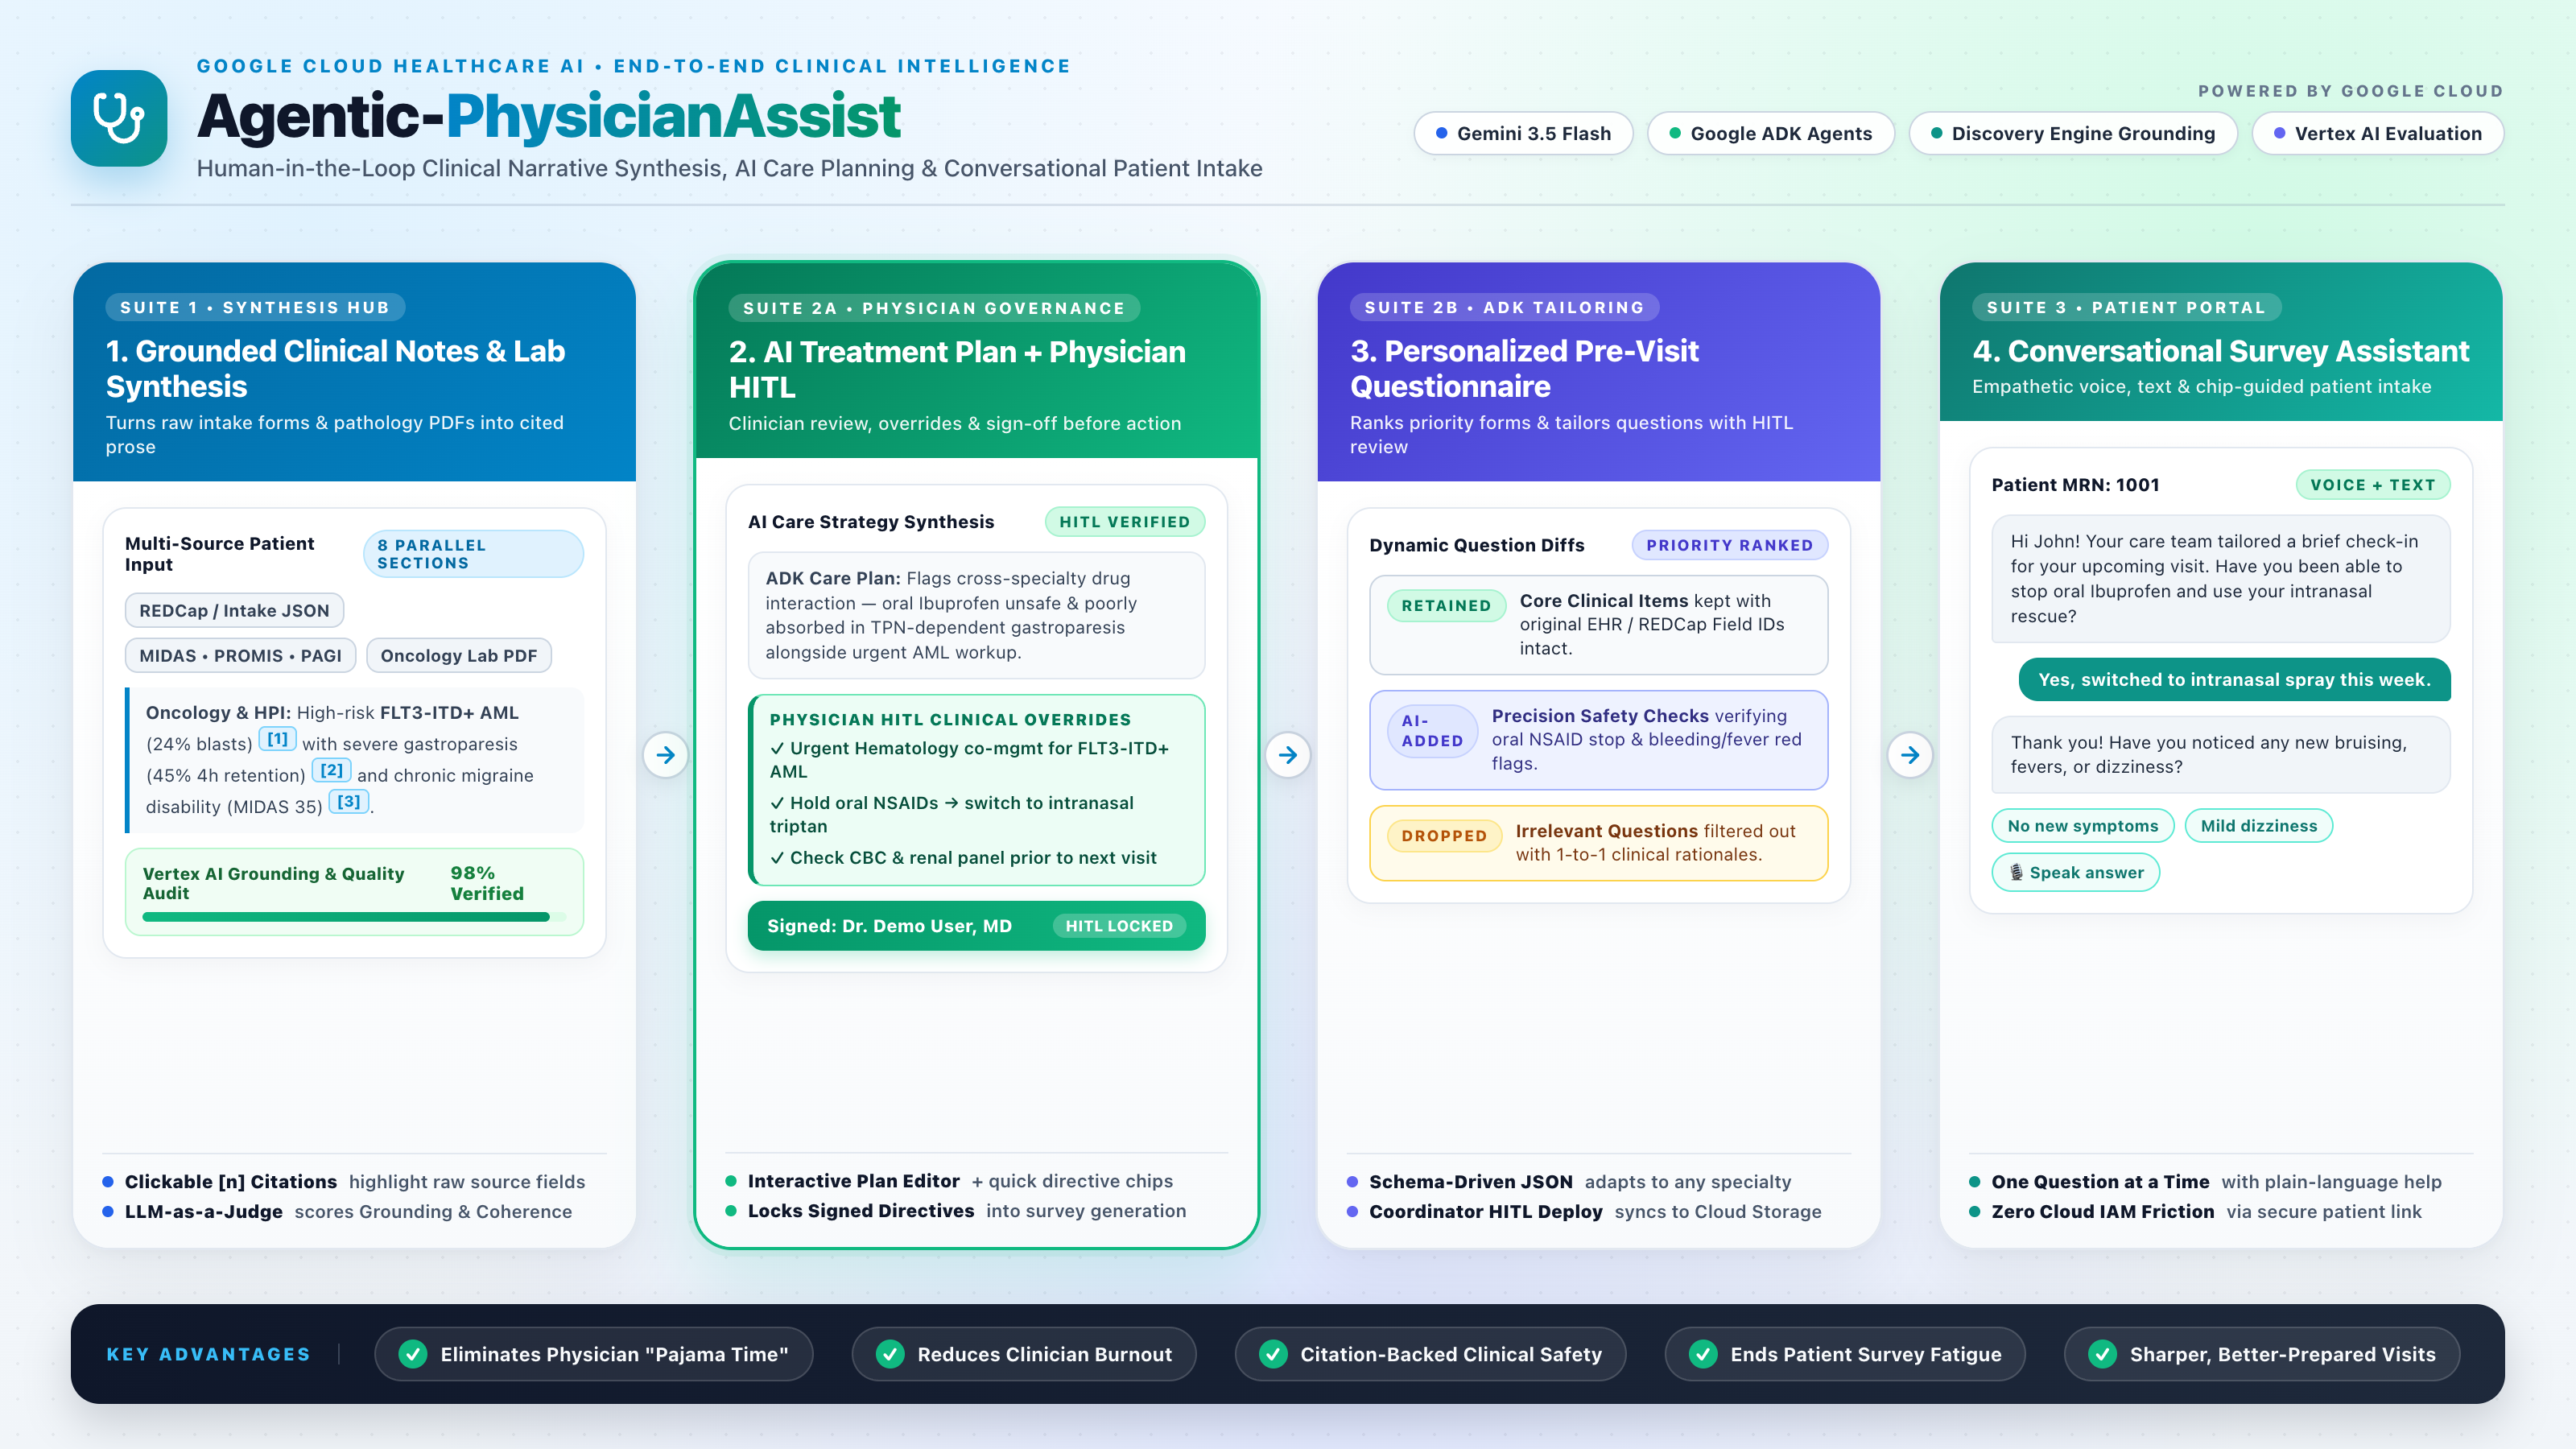 GOOGLE CLOUD HEALTHCARE AI • END-TO-END CLINICAL INTELLIGENCE
Agentic-PhysicianAssist
Human-in-the-Loop Clinical Narrative Synthesis, AI Care Planning & Conversational Patient Intake
POWERED BY GOOGLE CLOUD
Gemini 3.5 Flash
Google ADK Agents
Discovery Engine Grounding
Vertex AI Evaluation
SUITE 1 • SYNTHESIS HUB
1. Grounded Clinical Notes & Lab
Synthesis
Turns raw intake forms & pathology PDFs into cited
prose
Multi-Source Patient
Input
8 PARALLEL
SECTIONS
REDCap / Intake JSON
MIDAS • PROMIS • PAGI
Oncology Lab PDF
Oncology & HPI: High-risk FLT3-ITD+ AML
(24% blasts) [1] with severe gastroparesis
(45% 4h retention) [2] and chronic migraine
disability (MIDAS 35) [3].
Vertex AI Grounding & Quality
Audit
98%
Verified
Clickable [n] Citations highlight raw source fields
LLM-as-a-Judge scores Grounding & Coherence
SUITE 2A • PHYSICIAN GOVERNANCE
2. AI Treatment Plan + Physician
HITL
Clinician review, overrides & sign-off before action
AI Care Strategy Synthesis
HITL VERIFIED
ADK Care Plan: Flags cross-specialty drug
interaction — oral Ibuprofen unsafe & poorly
absorbed in TPN-dependent gastroparesis
alongside urgent AML workup.
PHYSICIAN HITL CLINICAL OVERRIDES
✓ Urgent Hematology co-mgmt for FLT3-ITD+
AML
✓ Hold oral NSAIDs → switch to intranasal
triptan
✓ Check CBC & renal panel prior to next visit
Signed: Dr. Demo User, MD
HITL LOCKED
Interactive Plan Editor + quick directive chips
Locks Signed Directives into survey generation
SUITE 2B • ADK TAILORING
3. Personalized Pre-Visit
Questionnaire
Ranks priority forms & tailors questions with HITL
review
Dynamic Question Diffs
PRIORITY RANKED
RETAINED
Core Clinical Items kept with
original EHR / REDCap Field IDs
intact.
AI-
ADDED
Precision Safety Checks verifying
oral NSAID stop & bleeding/fever red
flags.
DROPPED
Irrelevant Questions filtered out
with 1-to-1 clinical rationales.
Schema-Driven JSON adapts to any specialty
Coordinator HITL Deploy syncs to Cloud Storage
SUITE 3 • PATIENT PORTAL
4. Conversational Survey Assistant
Empathetic voice, text & chip-guided patient intake
Patient MRN: 1001
VOICE + TEXT
Hi John! Your care team tailored a brief check-in
for your upcoming visit. Have you been able to
stop oral Ibuprofen and use your intranasal
rescue?
Yes, switched to intranasal spray this week.
Thank you! Have you noticed any new bruising,
fevers, or dizziness?
No new symptoms
Mild dizziness
🎙 Speak answer
One Question at a Time with plain-language help
Zero Cloud IAM Friction via secure patient link
KEY ADVANTAGES
Eliminates Physician "Pajama Time"
Reduces Clinician Burnout
Citation-Backed Clinical Safety
Ends Patient Survey Fatigue
Sharper, Better-Prepared Visits